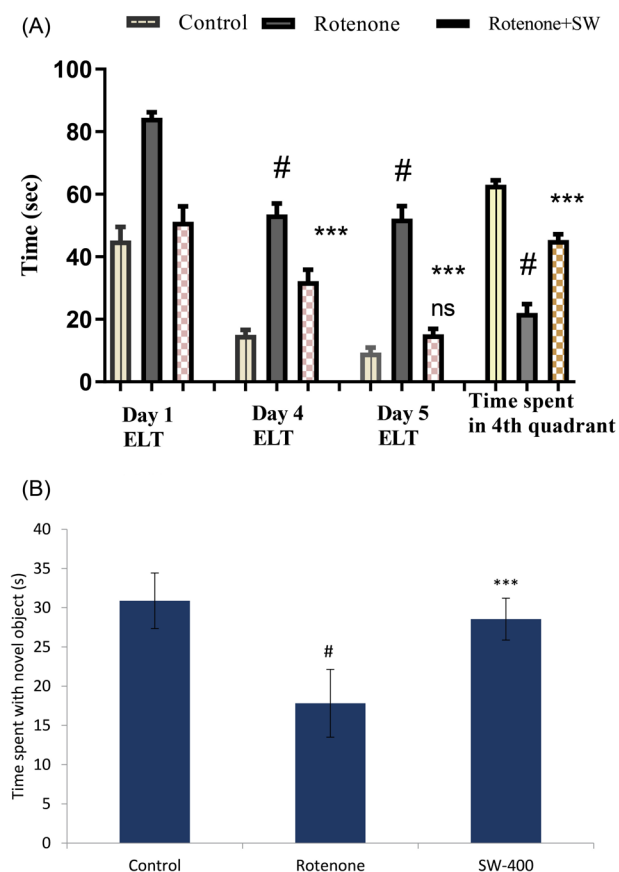 (A)
Control Rotenone Rotenone+SW
Time (sec)
100
80
60
40
20
0
# # ***
*** *** #
ns
Day 1 ELT
Day 4 ELT
Day 5 ELT
Time spent in 4th quadrant
(B)
Time spent with novel object (s)
40
35
30
25
20
15
10
5
0
#
***
Control Rotenone SW-400